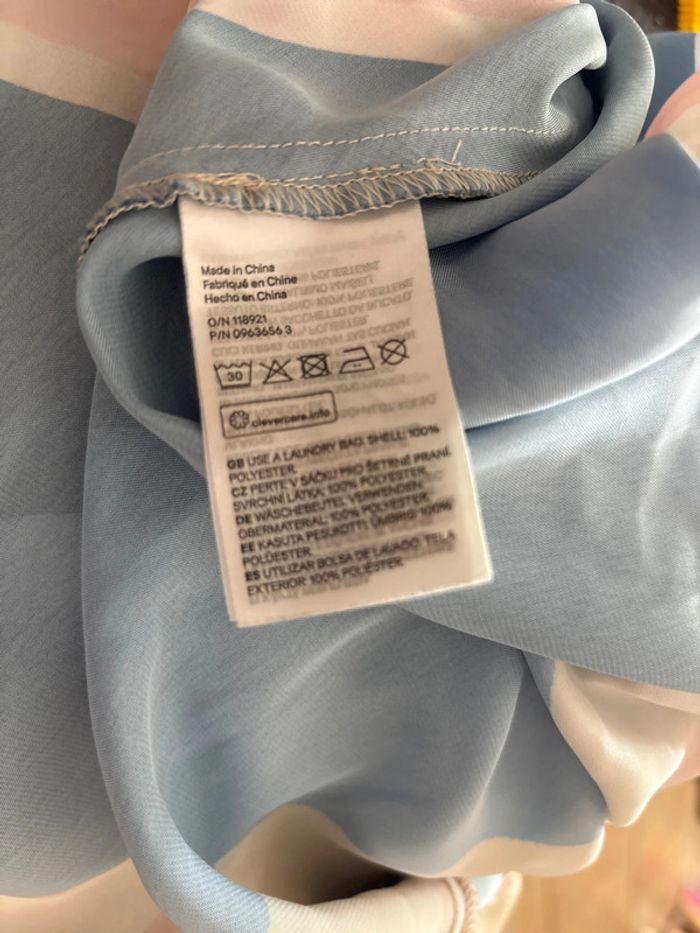 Made in China
Fabriqué en Chine
Hecho en China
O/N 118921
P/N 0963656 3
30
clevercare.info
GB USE A LAUNDRY BAG. SHELL: 100%
POLYESTER.
CZ PERTE V SÁČKU PRO ŠETRNÉ PRANÍ.
SVRCHNÍ LÁTKA: 100% POLYESTER.
DE WÄSCHEBEUTEL VERWENDEN.
OBERMATERIAL: 100% POLYESTER.
EE KASUTA PESUKOTTI. ÜMBRIS: 100%
POLÜESTER.
ES UTILIZAR BOLSA DE LAVADO. TELA
EXTERIOR: 100% POLIÉSTER.